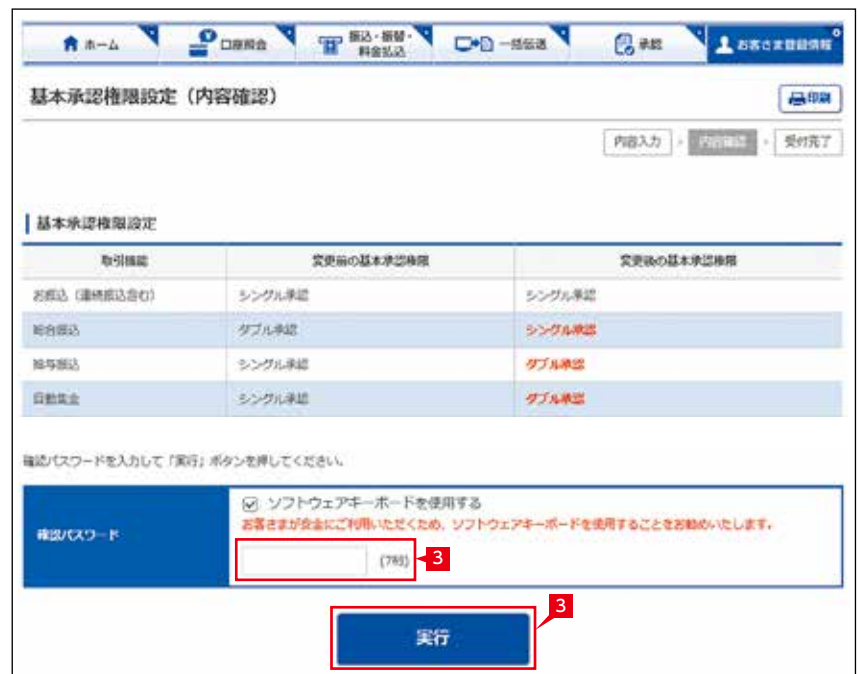 ホーム
口座照会
振込・振替・
料金払込
一括伝送
承認
お客さま登録情報
基本承認権限設定（内容確認）
印刷
内容入力
内容確認
受付完了
基本承認権限設定
取引機能 変更前の基本承認権限 変更後の基本承認権限
お振込（連続振込含む） シングル承認 シングル承認
総合振込 ダブル承認 シングル承認
給与振込 シングル承認 ダブル承認
自動集金 シングル承認 ダブル承認
確認パスワードを入力して「実行」ボタンを押してください。
確認パスワード
ソフトウェアキーボードを使用する
お客さまが安全にご利用いただくため、ソフトウェアキーボードを使用することをお勧めいたします。
(7桁) 3
3
実行